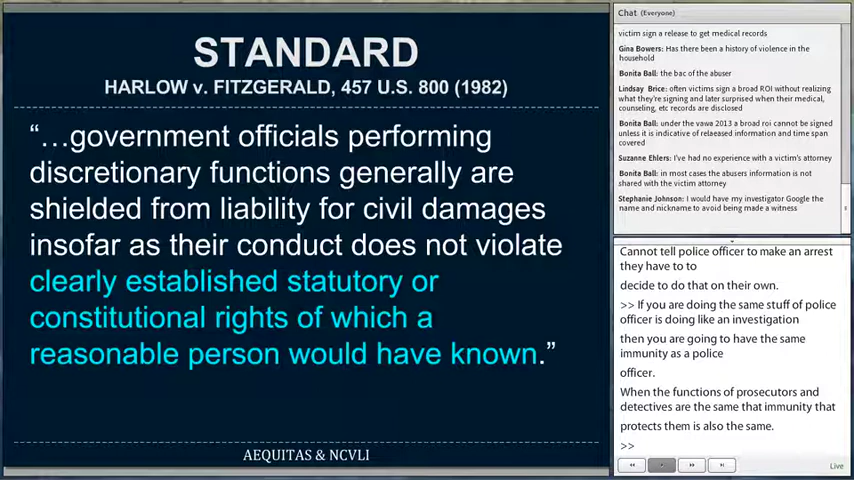 STANDARD
HARLOW v. FITZGERALD, 457 U.S. 800 (1982)
“…government officials performing
discretionary functions generally are
shielded from liability for civil damages
insofar as their conduct does not violate
clearly established statutory or
constitutional rights of which a
reasonable person would have known.”
AEQUITAS & NCVLI
Chat (Everyone)
victim sign a release to get medical records
Gina Bowers: Has there been a history of violence in the
household
Bonita Ball: the bac of the abuser
Lindsay Brice: often victims sign a broad ROI without realizing
what they're signing and later surprised when their medical,
counseling, etc records are disclosed
Bonita Ball: under the vawa 2013 a broad roi cannot be signed
unless it is indicative of releaased information and time span
covered
Suzanne Ehlers: I've had no experience with a victim's attorney
Bonita Ball: in most cases the abusers information is not
shared with the victim attorney
Stephanie Johnson: I would have my investigator Google the
name and nickname to avoid being made a witness
Cannot tell police officer to make an arrest
they have to to
decide to do that on their own.
>> If you are doing the same stuff of police
officer is doing like an investigation
then you are going to have the same
immunity as a police
officer.
When the functions of prosecutors and
detectives are the same that immunity that
protects them is also the same.
>>
Live